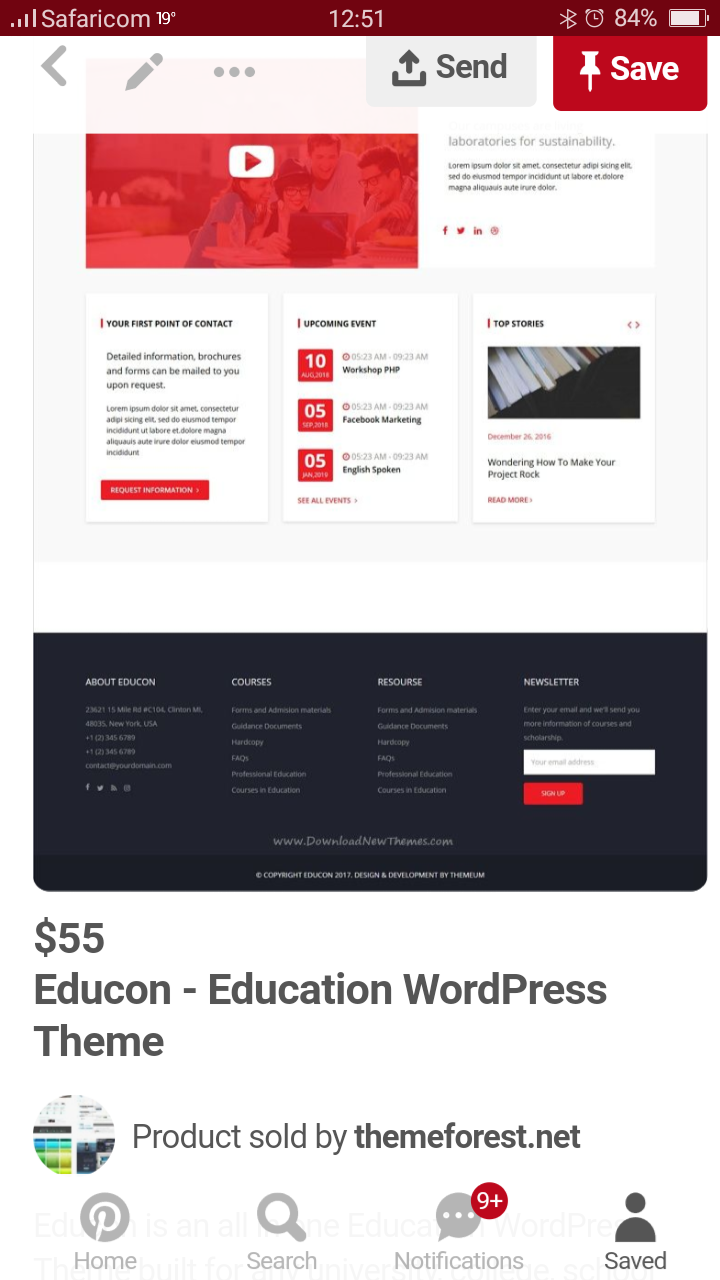 Safaricom 19° 12:51 84%
Send
Save
laboratories for sustainability.
Lorem ipsum dolor sit amet, consectetur adipi sicing elit,
sed do eiusmod tempor incididunt ut labore et.dolore
magna aliquauis aute irure dolor.
YOUR FIRST POINT OF CONTACT
Detailed information, brochures
and forms can be mailed to you
upon request.
Lorem ipsum dolor sit amet, consectetur
adipi sicing elit, sed do eiusmod tempor
incididunt ut labore et.dolore magna
aliquauis aute irure dolor eiusmod tempor
incididunt
REQUEST INFORMATION >
UPCOMING EVENT
10
AUG,2018
05:23 AM - 09:23 AM
Workshop PHP
05
SEP,2018
05:23 AM - 09:23 AM
Facebook Marketing
05
JAN,2019
05:23 AM - 09:23 AM
English Spoken
SEE ALL EVENTS >
TOP STORIES
December 26, 2016
Wondering How To Make Your
Project Rock
READ MORE >
ABOUT EDUCON
23621 15 Mile Rd #C104, Clinton MI,
48035, New York, USA
+1 (2) 345 6789
+1 (2) 345 6789
contact@yourdomain.com
COURSES
Forms and Admision materials
Guidance Documents
Hardcopy
FAQs
Professional Education
Courses in Education
RESOURSE
Forms and Admision materials
Guidance Documents
Hardcopy
FAQs
Professional Education
Courses in Education
NEWSLETTER
Enter your email and we'll send you
more information of courses and
scholarship.
Your email address
SIGN UP
www.DownloadNewThemes.com
© COPYRIGHT EDUCON 2017. DESIGN & DEVELOPMENT BY THEMEUM
$55
Educon - Education WordPress
Theme
Product sold by themeforest.net
Educon is an all in one Education WordPress
Theme built for any university, college, sch
9+
Home
Search
Notifications
Saved